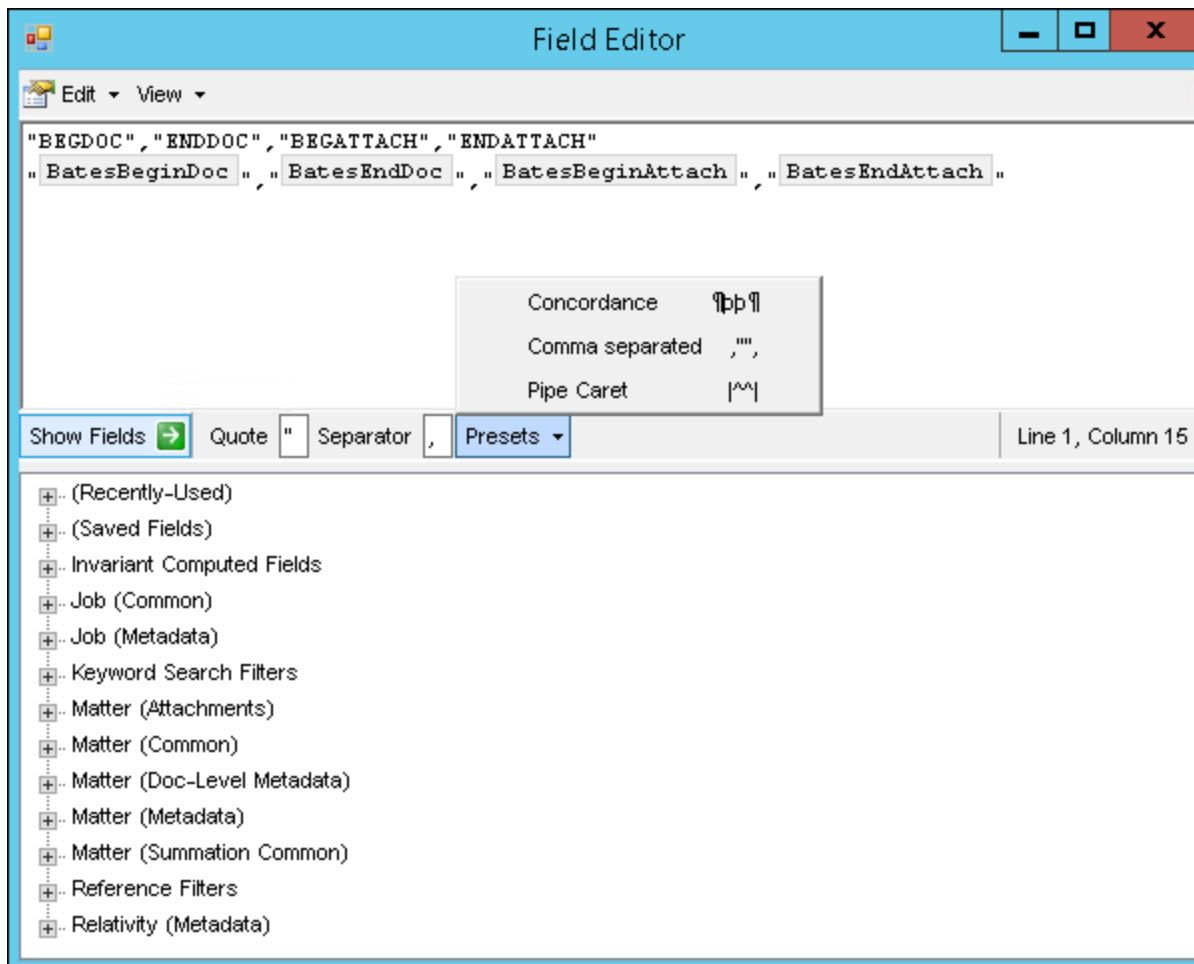 Field Editor
Edit View
"BEGDOC","ENDDOC","BEGATTACH","ENDATTACH"
"BatesBeginDoc","BatesEndDoc","BatesBeginAttach","BatesEndAttach"
Concordance ¶þþ¶
Comma separated ,"",
Pipe Caret |^^|
Show Fields Quote " Separator , Presets Line 1, Column 15
(Recently-Used)
(Saved Fields)
Invariant Computed Fields
Job (Common)
Job (Metadata)
Keyword Search Filters
Matter (Attachments)
Matter (Common)
Matter (Doc-Level Metadata)
Matter (Metadata)
Matter (Summation Common)
Reference Filters
Relativity (Metadata)